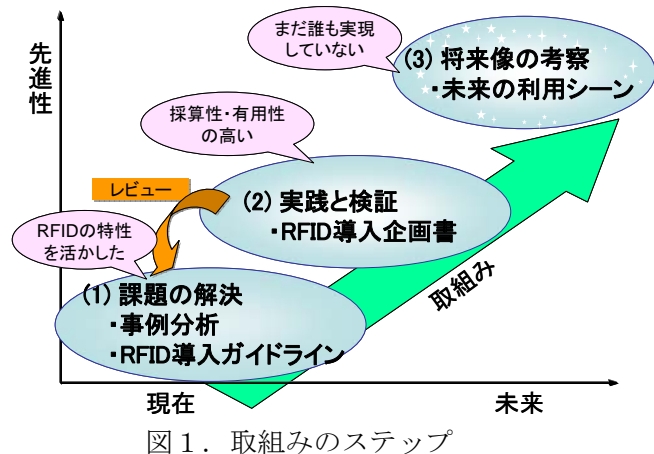 まだ誰も実現
していない
先進性
(3) 将来像の考察
・未来の利用シーン
採算性・有用性
の高い
レビュー
(2) 実践と検証
・RFID導入企画書
RFIDの特性
を活かした
(1) 課題の解決
・事例分析
・RFID導入ガイドライン
取組み
現在
未来
図１．取組みのステップ